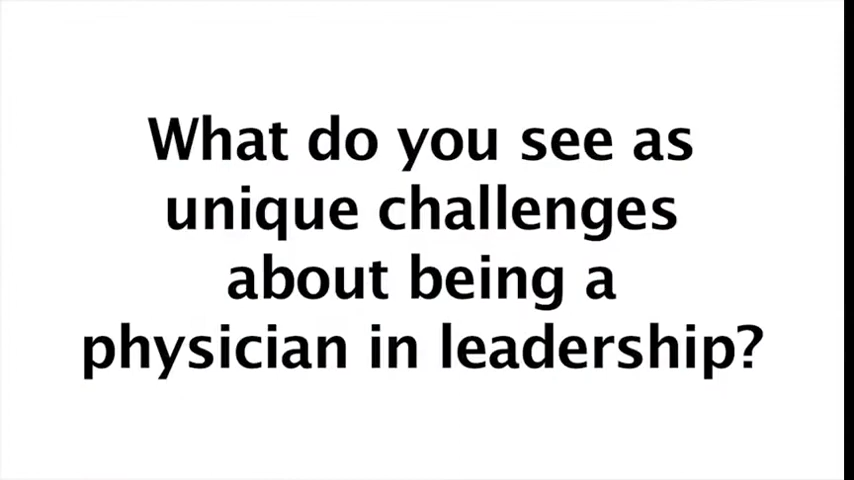 What do you see as
unique challenges
about being a
physician in leadership?